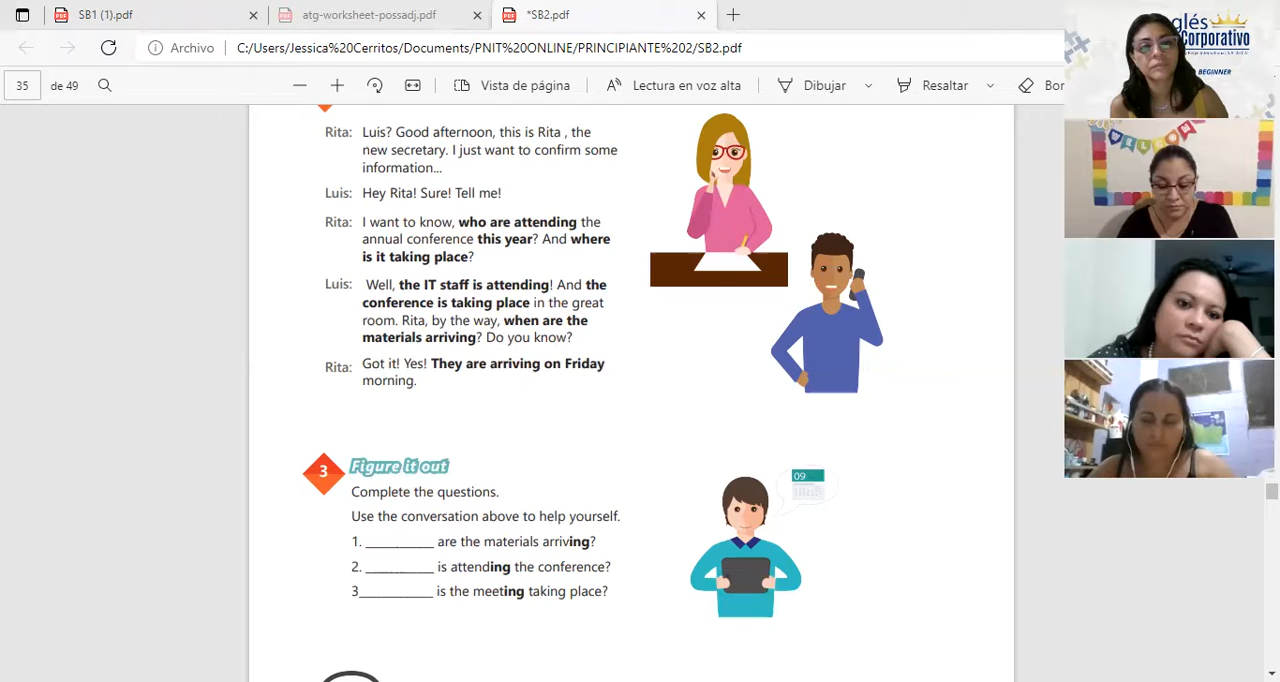 SB1 (1).pdf
atg-worksheet-possadj.pdf
*SB2.pdf
Archivo
C:/Users/Jessica%20Cerritos/Documents/PNIT%20ONLINE/PRINCIPIANTE%202/SB2.pdf
35
de 49
Vista de página
Lectura en voz alta
Dibujar
Resaltar
Bor
Rita: Luis? Good afternoon, this is Rita , the
new secretary. I just want to confirm some
information...
Luis: Hey Rita! Sure! Tell me!
Rita: I want to know, who are attending the
annual conference this year? And where
is it taking place?
Luis: Well, the IT staff is attending! And the
conference is taking place in the great
room. Rita, by the way, when are the
materials arriving? Do you know?
Rita: Got it! Yes! They are arriving on Friday
morning.
09
3 Figure it out
Complete the questions.
Use the conversation above to help yourself.
1. __________ are the materials arriving?
2. __________ is attending the conference?
3___________ is the meeting taking place?
glés
Corporativo
BEGINNER
WELCOM